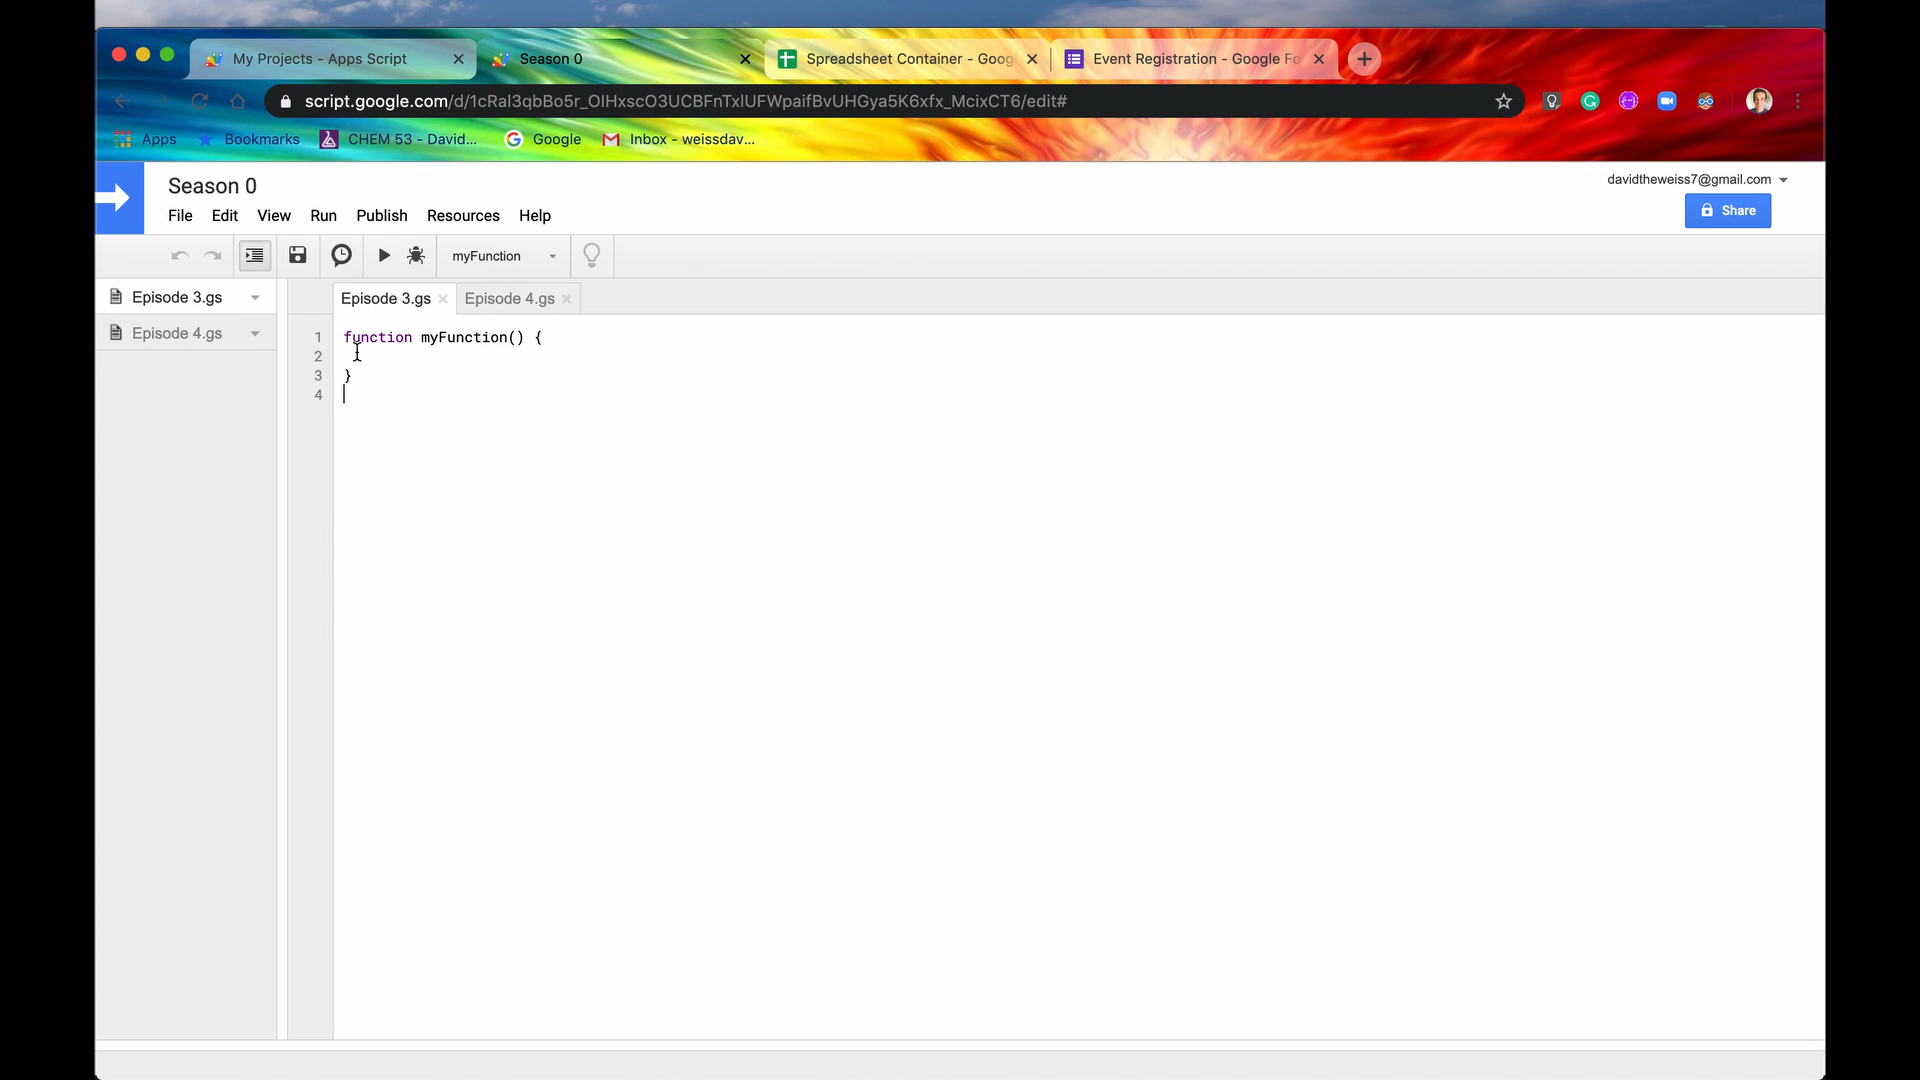 My Projects - Apps Script
Season 0
Spreadsheet Container - Goog
Event Registration - Google Fo
script.google.com/d/1cRal3qbBo5r_OIHxscO3UCBFnTxlUFWpaifBvUHGya5K6xfx_McixCT6/edit#
Apps
Bookmarks
CHEM 53 - David...
Google
Inbox - weissdav...
Season 0
davidtheweiss7@gmail.com
File Edit View Run Publish Resources Help
Share
myFunction
Episode 3.gs
Episode 4.gs
Episode 3.gs
Episode 4.gs
1 function myFunction() {
2
3 }
4